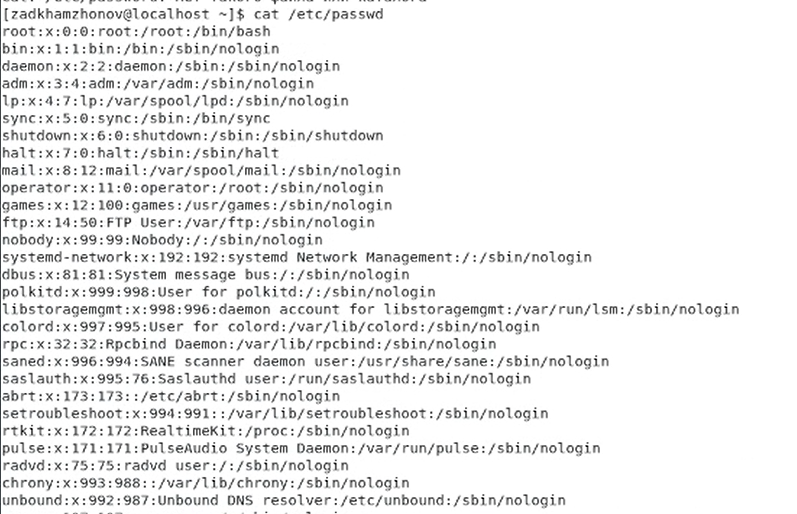 [zadkhamzhonov@localhost ~]$ cat /etc/passwd
root:x:0:0:root:/root:/bin/bash
bin:x:1:1:bin:/bin:/sbin/nologin
daemon:x:2:2:daemon:/sbin:/sbin/nologin
adm:x:3:4:adm:/var/adm:/sbin/nologin
lp:x:4:7:lp:/var/spool/lpd:/sbin/nologin
sync:x:5:0:sync:/sbin:/bin/sync
shutdown:x:6:0:shutdown:/sbin:/sbin/shutdown
halt:x:7:0:halt:/sbin:/sbin/halt
mail:x:8:12:mail:/var/spool/mail:/sbin/nologin
operator:x:11:0:operator:/root:/sbin/nologin
games:x:12:100:games:/usr/games:/sbin/nologin
ftp:x:14:50:FTP User:/var/ftp:/sbin/nologin
nobody:x:99:99:Nobody:/:/sbin/nologin
systemd-network:x:192:192:systemd Network Management:/:/sbin/nologin
dbus:x:81:81:System message bus:/:/sbin/nologin
polkitd:x:999:998:User for polkitd:/:/sbin/nologin
libstoragemgmt:x:998:996:daemon account for libstoragemgmt:/var/run/lsm:/sbin/nologin
colord:x:997:995:User for colord:/var/lib/colord:/sbin/nologin
rpc:x:32:32:Rpcbind Daemon:/var/lib/rpcbind:/sbin/nologin
saned:x:996:994:SANE scanner daemon user:/usr/share/sane:/sbin/nologin
saslauth:x:995:76:Saslauthd user:/run/saslauthd:/sbin/nologin
abrt:x:173:173::/etc/abrt:/sbin/nologin
setroubleshoot:x:994:991::/var/lib/setroubleshoot:/sbin/nologin
rtkit:x:172:172:RealtimeKit:/proc:/sbin/nologin
pulse:x:171:171:PulseAudio System Daemon:/var/run/pulse:/sbin/nologin
radvd:x:75:75:radvd user:/:/sbin/nologin
chrony:x:993:988::/var/lib/chrony:/sbin/nologin
unbound:x:992:987:Unbound DNS resolver:/etc/unbound:/sbin/nologin